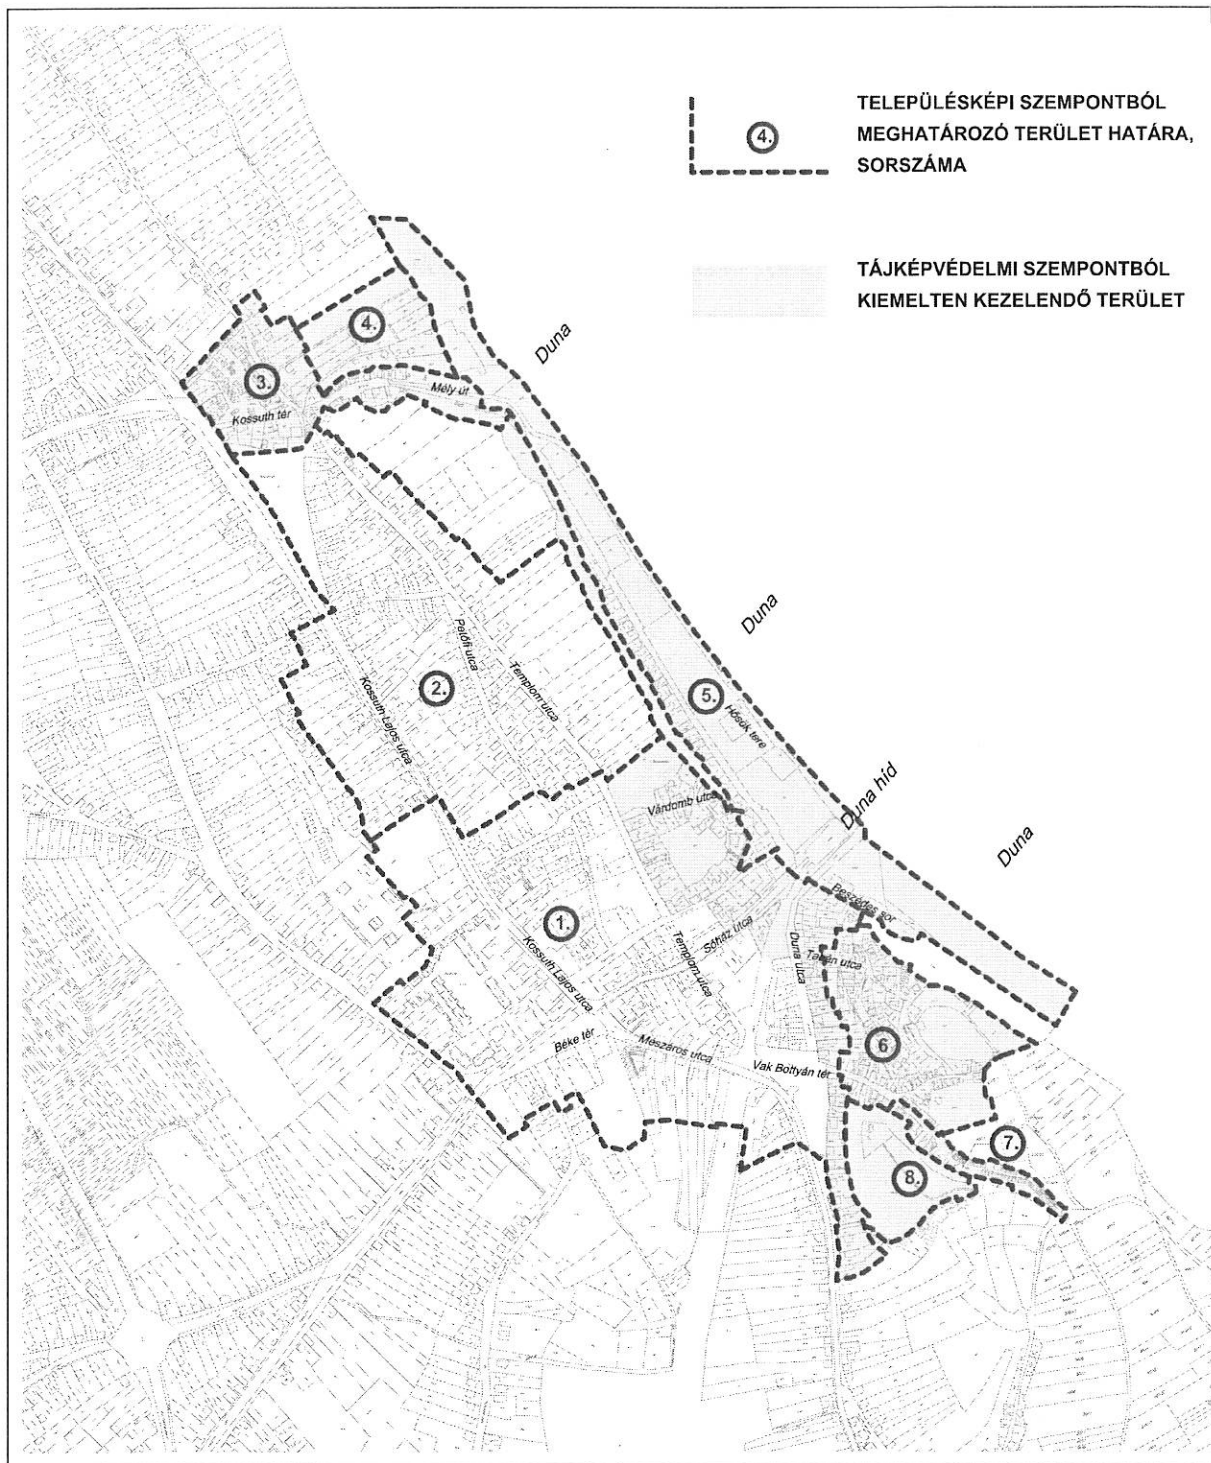 TELEPÜLÉSKÉPI SZEMPONTBÓL
MEGHATÁROZÓ TERÜLET HATÁRA,
SORSZÁMA
4.
TÁJKÉPVÉDELMI SZEMPONTBÓL
KIEMELTEN KEZELENDŐ TERÜLET
4.
Duna
3.
Mély út
Kossuth tér
Duna
Petőfi utca
Templom utca
2.
Kossuth Lajos utca
5.
Hősök tere
Duna híd
Várdomb utca
Duna
Beszédes sor
1.
Sóház utca
Kossuth Lajos utca
Templom utca
Duna utca
Tabán utca
Béke tér
Mészáros utca
6
Vak Bottyán tér
7.
8.